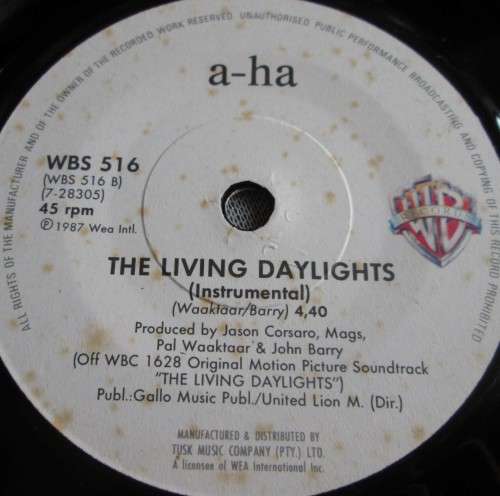 ALL RIGHTS OF THE MANUFACTURER AND OF THE OWNER OF THE RECORDED WORK RESERVED. UNAUTHORISED PUBLIC PERFORMANCE BROADCASTING AND COPYING OF THIS RECORD PROHIBITED
a-ha
WBS 516
(WBS 516 B)
(7-28305)
45 rpm
℗ 1987 Wea Intl.
RECORDS
THE LIVING DAYLIGHTS
(Instrumental)
(Waaktaar/Barry) 4,40
Produced by Jason Corsaro, Mags,
Pal Waaktaar & John Barry
(Off WBC 1628 Original Motion Picture Soundtrack
"THE LIVING DAYLIGHTS")
Publ.:Gallo Music Publ./United Lion M. (Dir.)
MANUFACTURED & DISTRIBUTED BY
TUSK MUSIC COMPANY (PTY.) LTD.
A licensee of WEA International Inc.